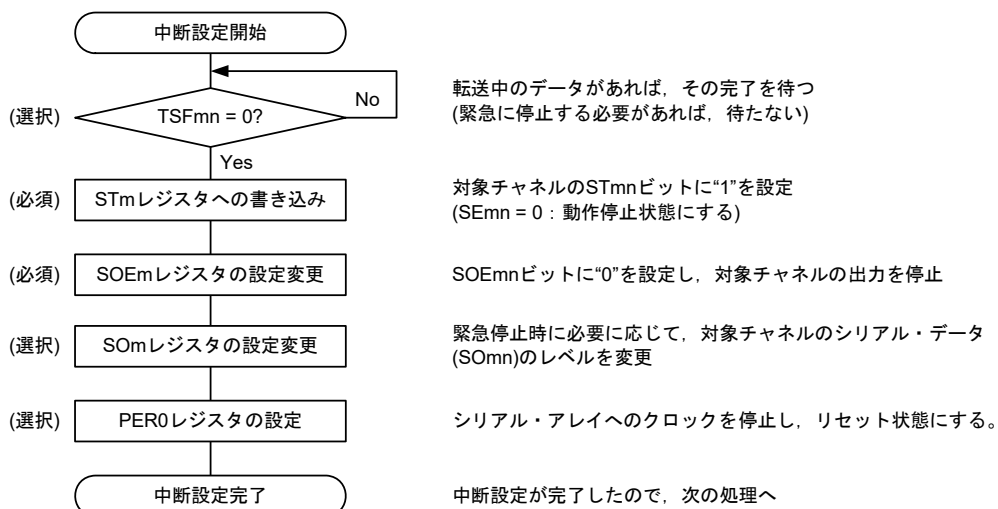 中断設定開始
(選択)
TSFmn = 0?
No
転送中のデータがあれば，その完了を待つ
(緊急に停止する必要があれば，待たない)
Yes
(必須)
STmレジスタへの書き込み
対象チャネルのSTmnビットに“1”を設定
(SEmn = 0：動作停止状態にする)
(必須)
SOEmレジスタの設定変更
SOEmnビットに“0”を設定し，対象チャネルの出力を停止
(選択)
SOmレジスタの設定変更
緊急停止時に必要に応じて，対象チャネルのシリアル・データ
(SOmn)のレベルを変更
(選択)
PER0レジスタの設定
シリアル・アレイへのクロックを停止し，リセット状態にする。
中断設定完了
中断設定が完了したので，次の処理へ